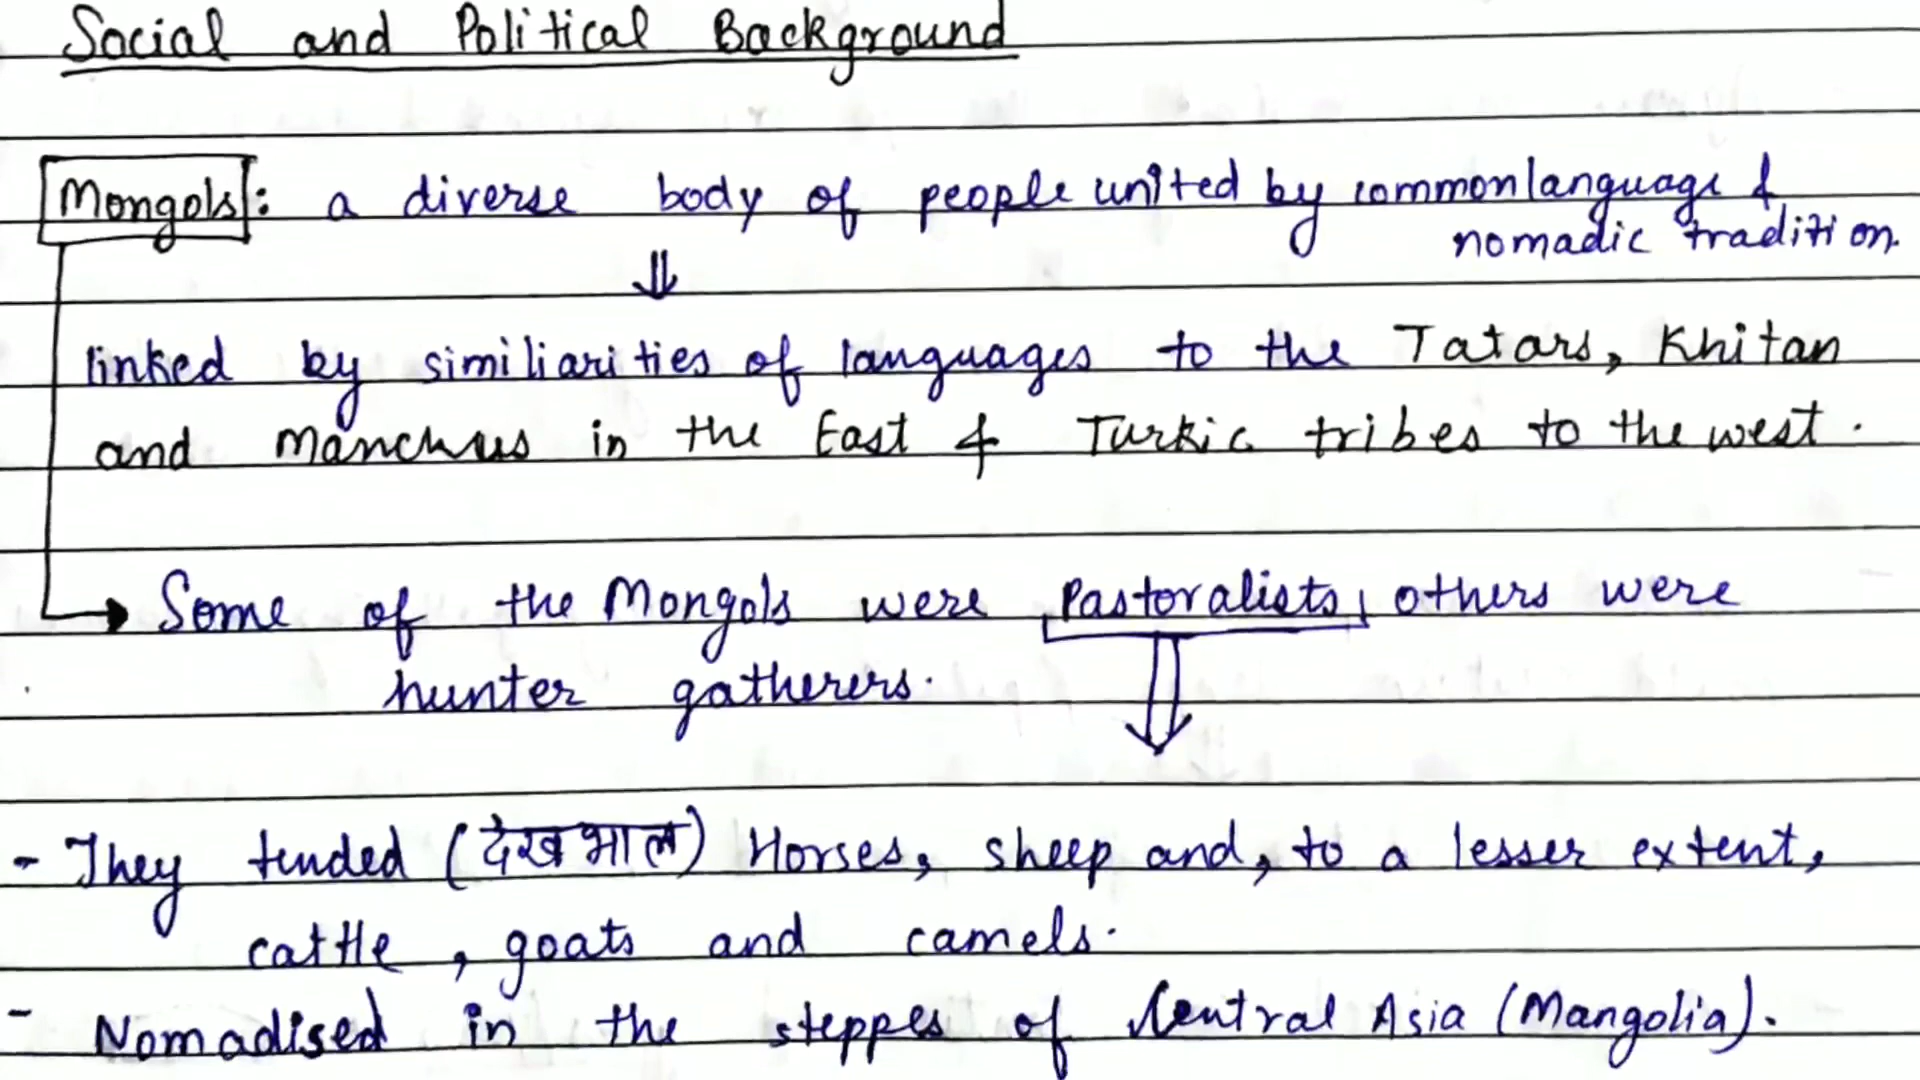 Social and Political Background
Mongols: a diverse body of people united by common language &
nomadic tradition.
linked by similiarities of languages to the Tatars, Khitan
and Manchus in the East & Turkic tribes to the west.
Some of the Mongols were Pastoralists, others were
hunter gatherers.
- They tended (देखभाल) Horses, sheep and, to a lesser extent,
cattle, goats and camels.
- Nomadised in the steppes of Central Asia (Mangolia).